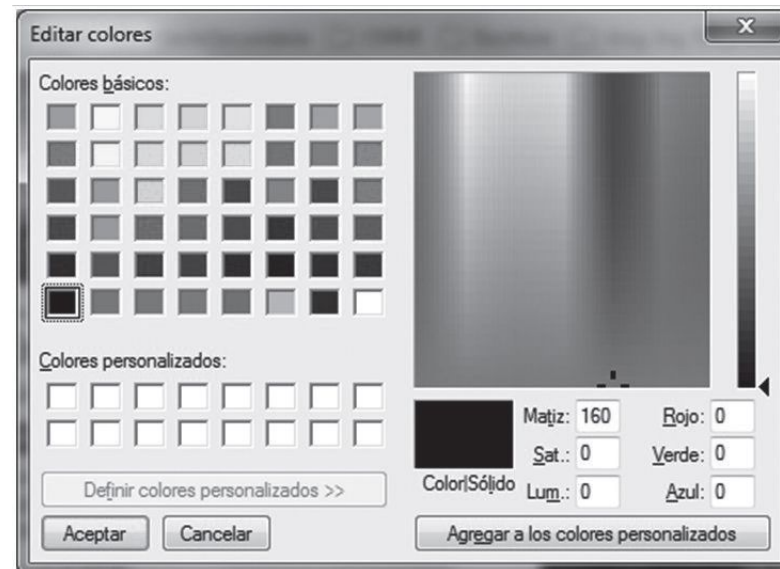 Editar colores
X
Colores básicos:
Colores personalizados:
Definir colores personalizados >>
Aceptar
Cancelar
Color|Sólido
Matiz: 160
Sat.: 0
Lum.: 0
Rojo: 0
Verde: 0
Azul: 0
Agregar a los colores personalizados